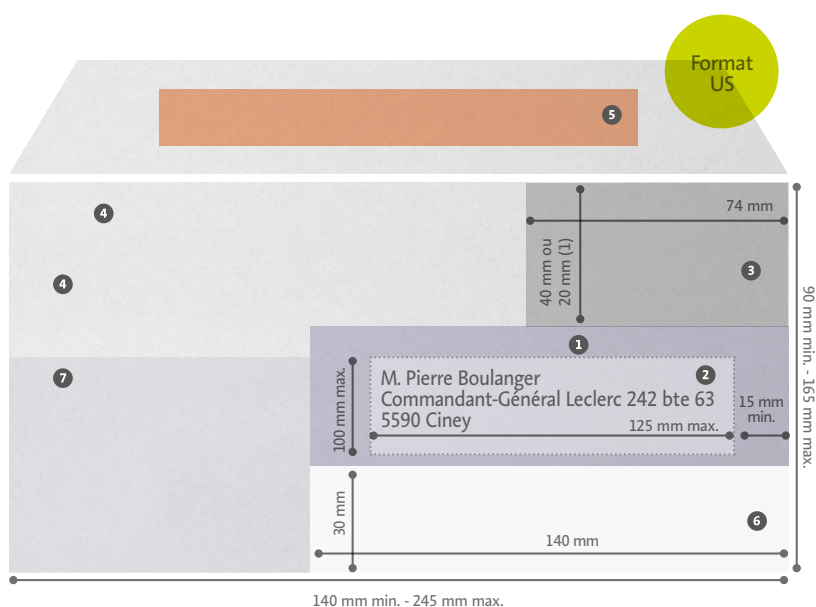 Format
US
5
4
74 mm
40 mm ou
20 mm (1)
3
4
90 mm min. - 165 mm max.
1
7
2
M. Pierre Boulanger
Commandant-Général Leclerc 242 bte 63
5590 Ciney
100 mm max.
125 mm max.
15 mm
min.
30 mm
6
140 mm
140 mm min. - 245 mm max.